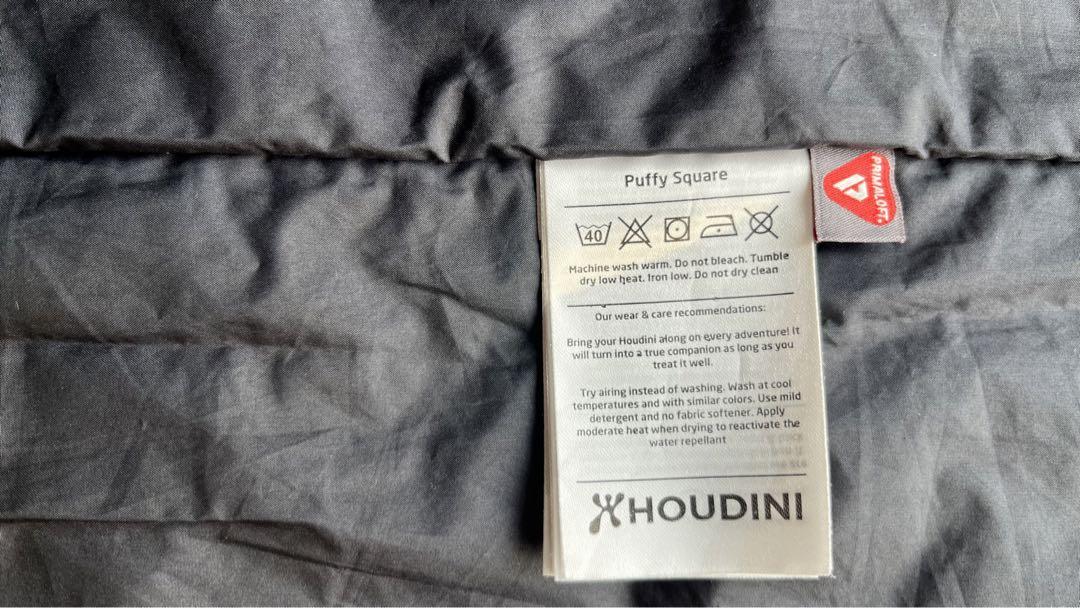 Puffy Square
40
Machine wash warm. Do not bleach. Tumble
dry low heat. Iron low. Do not dry clean
Our wear & care recommendations:
Bring your Houdini along on every adventure! It
will turn into a true companion as long as you
treat it well.
Try airing instead of washing. Wash at cool
temperatures and with similar colors. Use mild
detergent and no fabric softener. Apply
moderate heat when drying to reactivate the
water repellant
HOUDINI
PRIMALOFT.